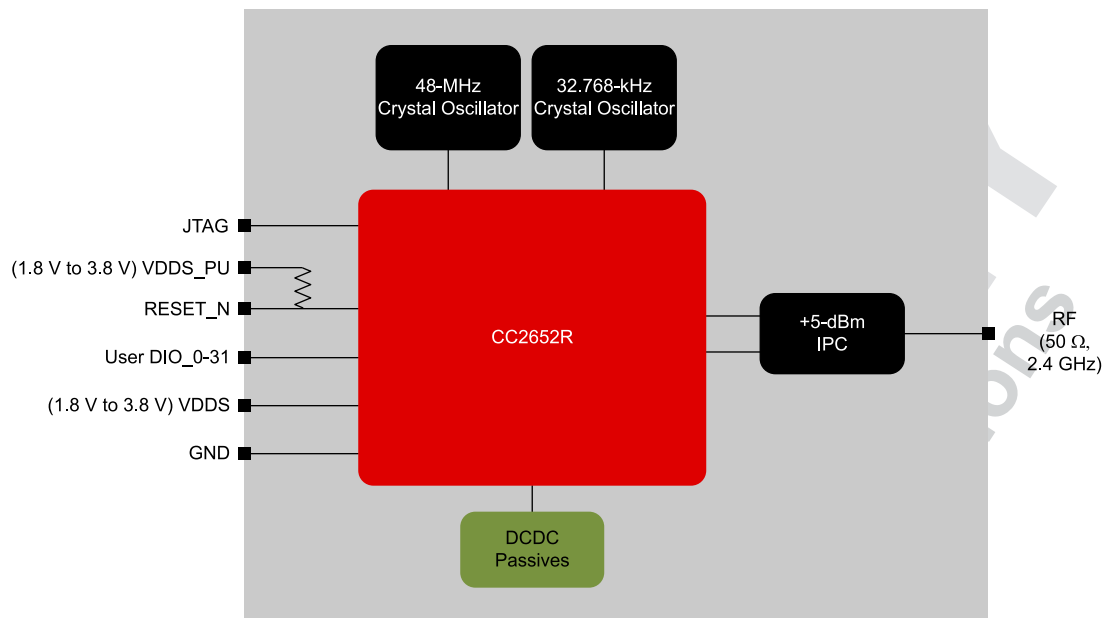 48-MHz
Crystal Oscillator
32.768-kHz
Crystal Oscillator
JTAG
(1.8 V to 3.8 V) VDDS_PU
RESET_N
User DIO_0-31
(1.8 V to 3.8 V) VDDS
GND
CC2652R
+5-dBm
IPC
RF
(50 Ω,
2.4 GHz)
DCDC
Passives